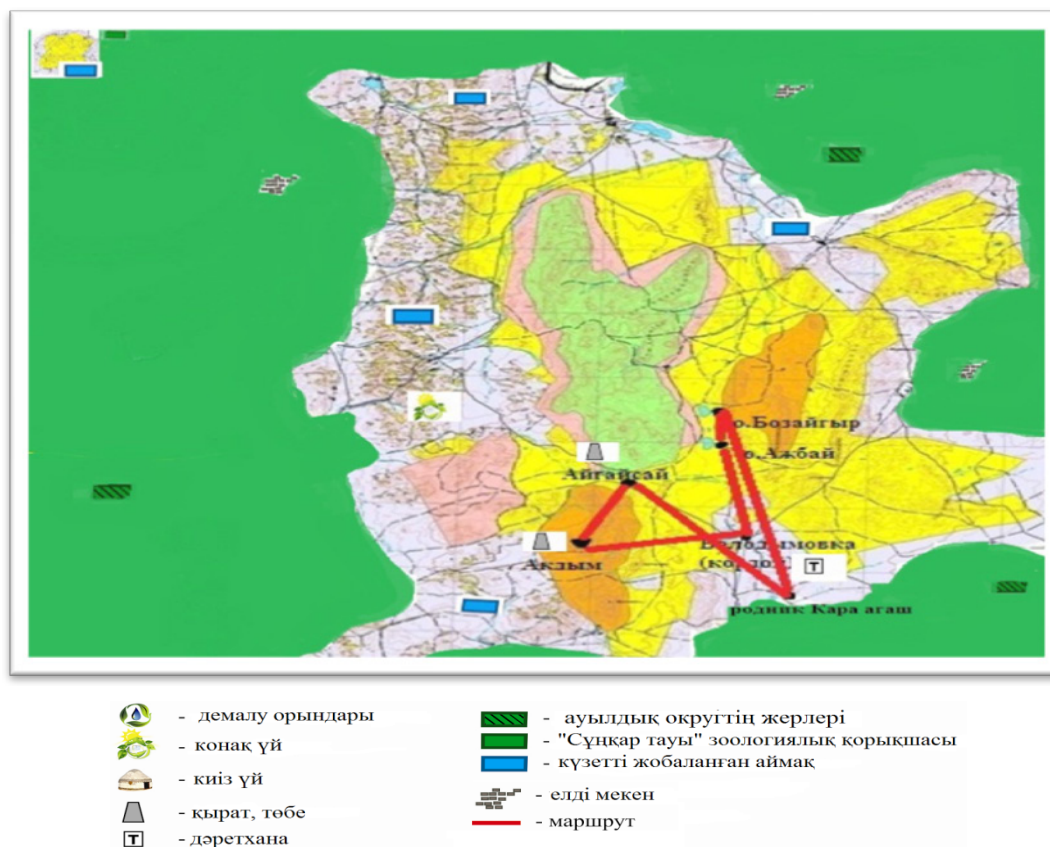 о.Бозайгыр
о.Ажбай
Айгайсай
Аклым
T
родник Кара агаш
- демалу орындары
- конақ үй
- киіз үй
- қырат, төбе
T - дәретхана
- ауылдық округтің жерлері
- "Сұңқар тауы" зоологиялық қорықшасы
- күзетті жобаланған аймақ
- елді мекен
- маршрут